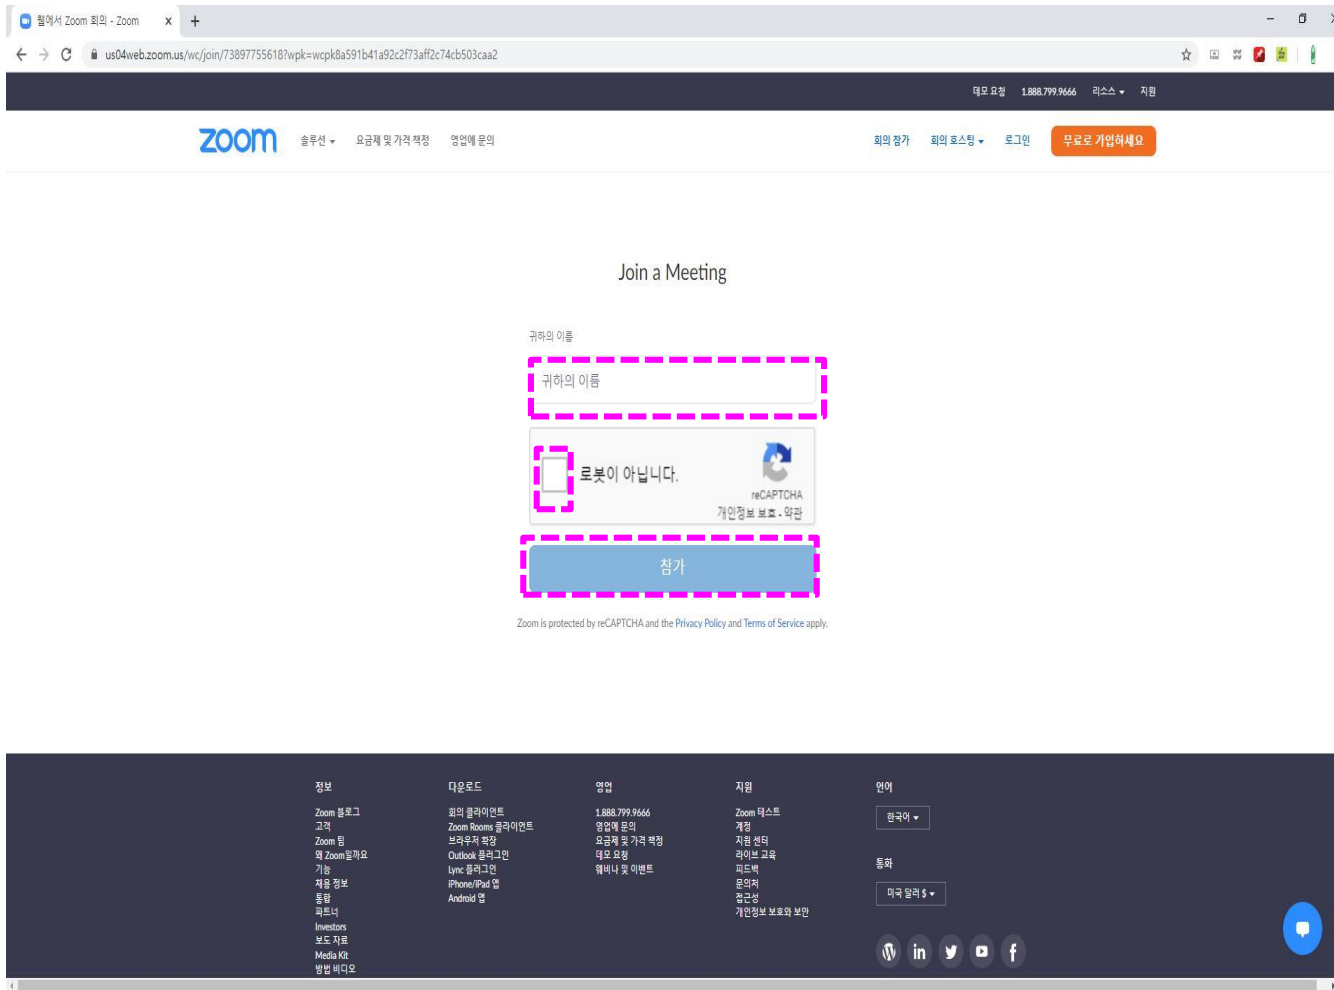 웹에서 Zoom 회의 - Zoom
us04web.zoom.us/wc/join/73897755618?wpk=wcpk8a591b41a92c2f73aff2c74cb503caa2
데모 요청 1.888.799.9666 리소스 지원
zoom 솔루션 요금제 및 가격 책정 영업에 문의 회의 참가 회의 호스팅 로그인 무료로 가입하세요
Join a Meeting
귀하의 이름
귀하의 이름
로봇이 아닙니다.
reCAPTCHA
개인정보 보호 - 약관
참가
Zoom is protected by reCAPTCHA and the Privacy Policy and Terms of Service apply.
정보
Zoom 블로그
고객
Zoom 팀
왜 Zoom일까요
기능
채용 정보
통합
파트너
Investors
보도 자료
Media Kit
방법 비디오
다운로드
회의 클라이언트
Zoom Rooms 클라이언트
브라우저 확장
Outlook 플러그인
Lync 플러그인
iPhone/iPad 앱
Android 앱
영업
1.888.799.9666
영업에 문의
요금제 및 가격 책정
데모 요청
웨비나 및 이벤트
지원
Zoom 테스트
계정
지원 센터
라이브 교육
피드백
문의처
접근성
개인정보 보호와 보안
언어
한국어
통화
미국 달러 $